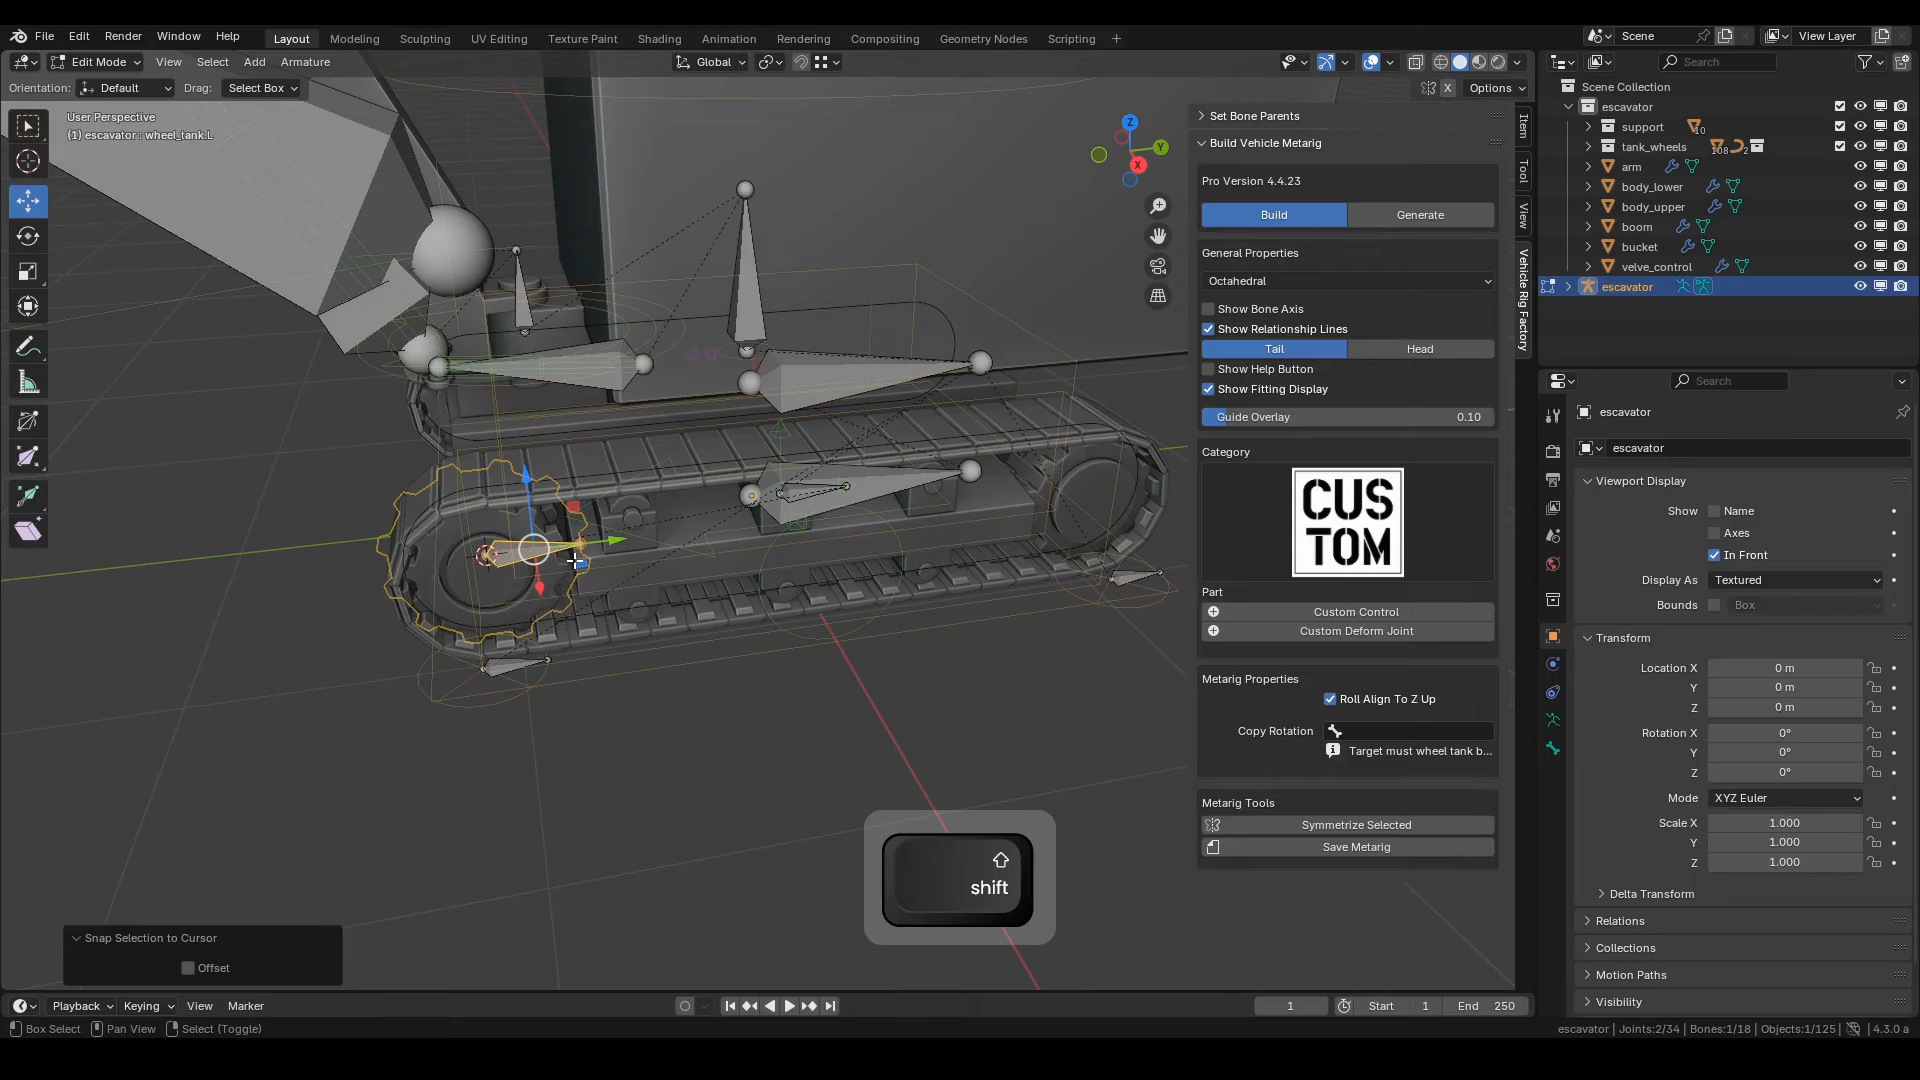 File Edit Render Window Help Layout Modeling Sculpting UV Editing Texture Paint Shading Animation Rendering Compositing Geometry Nodes Scripting + Scene View Layer
Edit Mode View Select Add Armature Global Search
Orientation: Default Drag: Select Box X Options
User Perspective
(1) escavator : wheel_tank.L
Z
Y
X
Set Bone Parents
Build Vehicle Metarig
Pro Version 4.4.23
Build Generate
General Properties
Octahedral
Show Bone Axis
Show Relationship Lines
Tail Head
Show Help Button
Show Fitting Display
Guide Overlay 0.10
Category
CUS
TOM
Part
Custom Control
Custom Deform Joint
Metarig Properties
Roll Align To Z Up
Copy Rotation
Target must wheel tank b...
Metarig Tools
Symmetrize Selected
Save Metarig
Item
Tool
View
Vehicle Rig Factory
Scene Collection
escavator
support 10
tank_wheels 108 2
arm
body_lower
body_upper
boom
bucket
velve_control
escavator
Search
escavator
escavator
Viewport Display
Show Name
Axes
In Front
Display As Textured
Bounds Box
Transform
Location X 0 m
Y 0 m
Z 0 m
Rotation X 0°
Y 0°
Z 0°
Mode XYZ Euler
Scale X 1.000
Y 1.000
Z 1.000
Delta Transform
Relations
Collections
Motion Paths
Visibility
shift
Snap Selection to Cursor
Offset
Playback Keying View Marker 1 Start 1 End 250
Box Select Pan View Select (Toggle) escavator | Joints:2/34 | Bones:1/18 | Objects:1/125 | 4.3.0 a